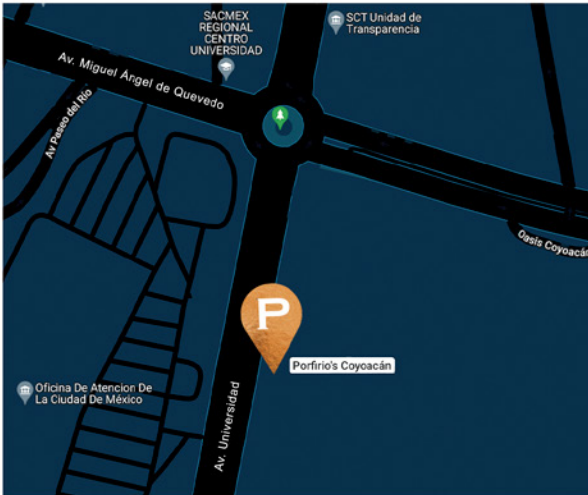 SACMEX
REGIONAL
CENTRO
UNIVERSIDAD
SCT Unidad de
Transparencia
Av. Miguel Ángel de Quevedo
Av Paseo del Río
Oasis Coyoacán
P
Porfirio's Coyoacán
Oficina De Atencion De
La Ciudad De México
Av. Universidad